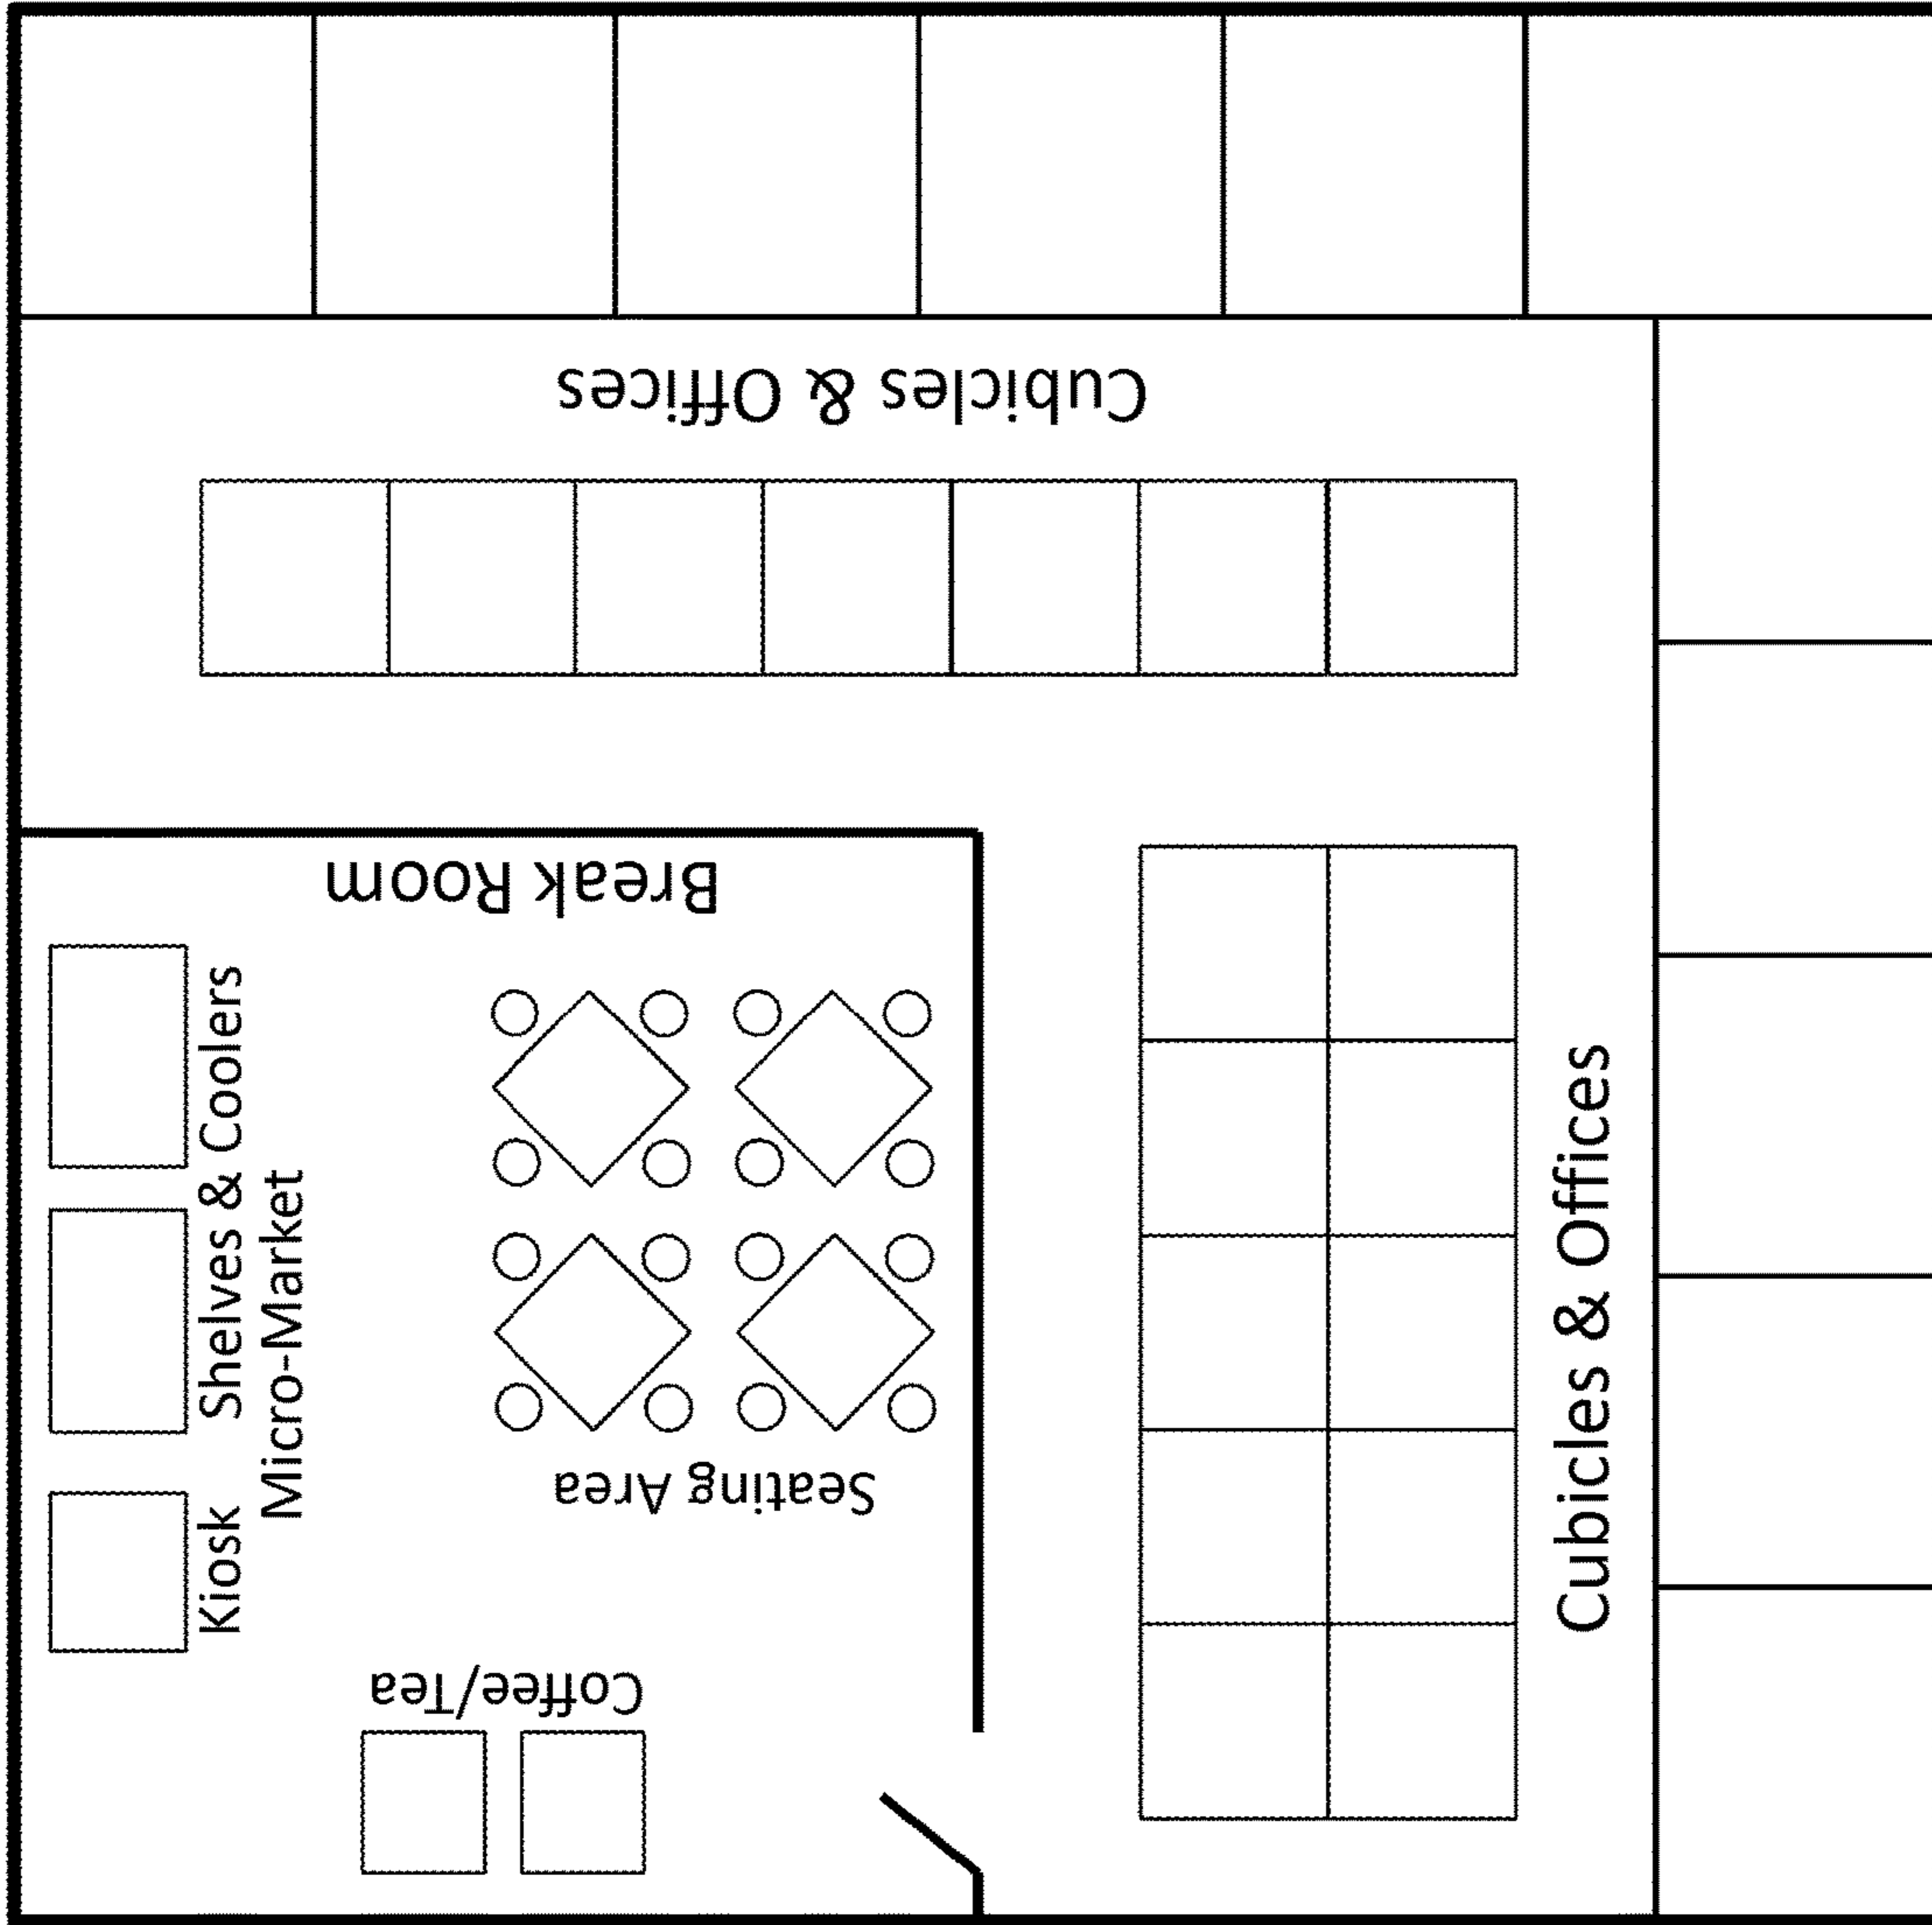 Cubicles & Offices
Break Room
Shelves & Coolers
Kiosk
Micro-Market
Seating Area
Coffee/Tea
Cubicles & Offices